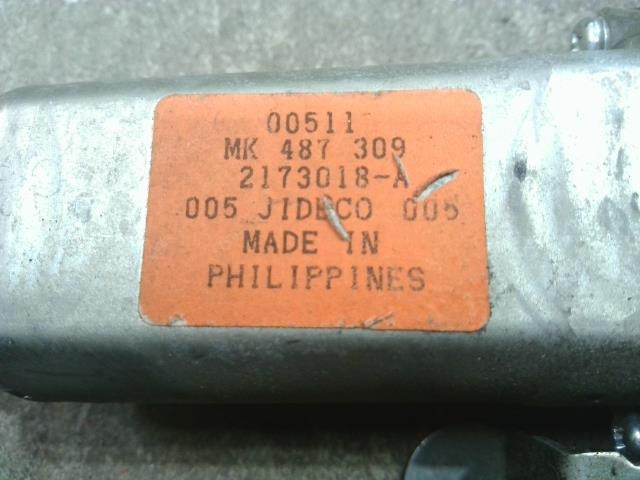 00511
MK 487 309
2173018-A
005 JIDECO 005
MADE IN
PHILIPPINES